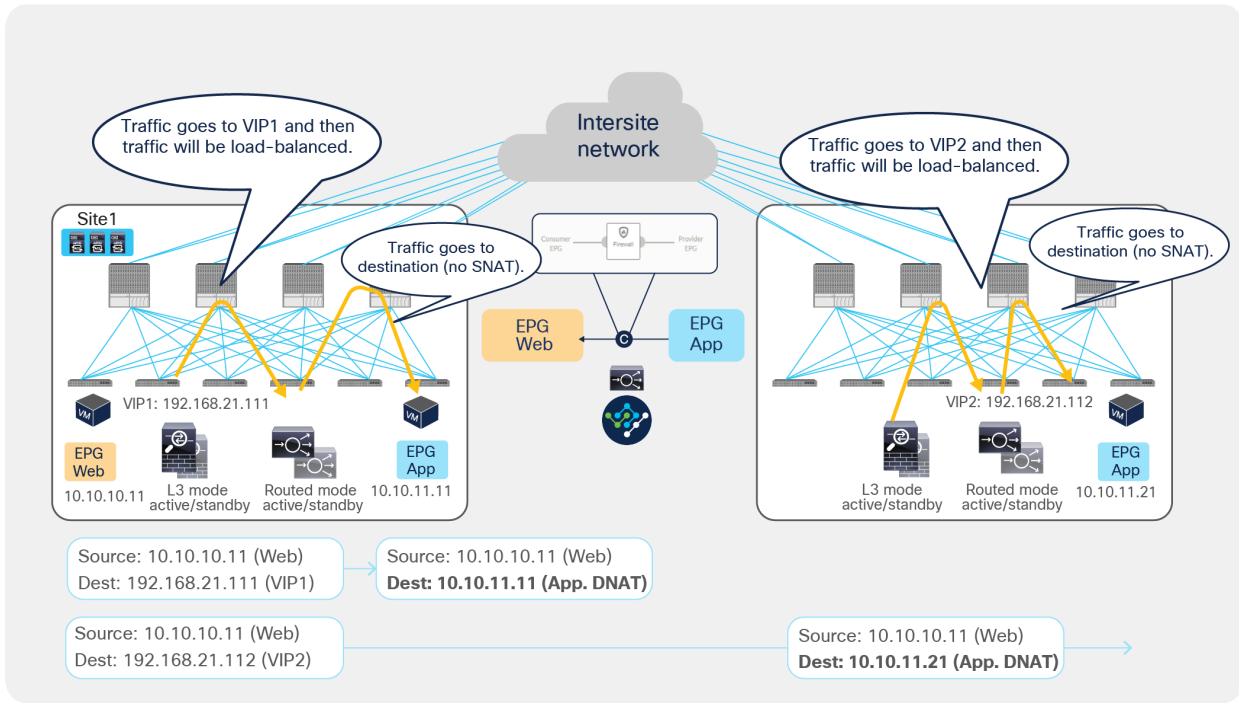 Intersite
network
Traffic goes to VIP1 and then
traffic will be load-balanced.
Traffic goes to VIP2 and then
traffic will be load-balanced.
Site1
Traffic goes to
destination (no SNAT).
Consumer
EPG
Firewall
Provider
EPG
Traffic goes to
destination (no SNAT).
EPG
Web
C
EPG
App
VIP1: 192.168.21.111
VM
EPG
Web
10.10.10.11
L3 mode
active/standby
Routed mode
active/standby
VM
EPG
App
10.10.11.11
VIP2: 192.168.21.112
L3 mode
active/standby
Routed mode
active/standby
VM
EPG
App
10.10.11.21
Source: 10.10.10.11 (Web)
Dest: 192.168.21.111 (VIP1)
Source: 10.10.10.11 (Web)
Dest: 10.10.11.11 (App. DNAT)
Source: 10.10.10.11 (Web)
Dest: 192.168.21.112 (VIP2)
Source: 10.10.10.11 (Web)
Dest: 10.10.11.21 (App. DNAT)